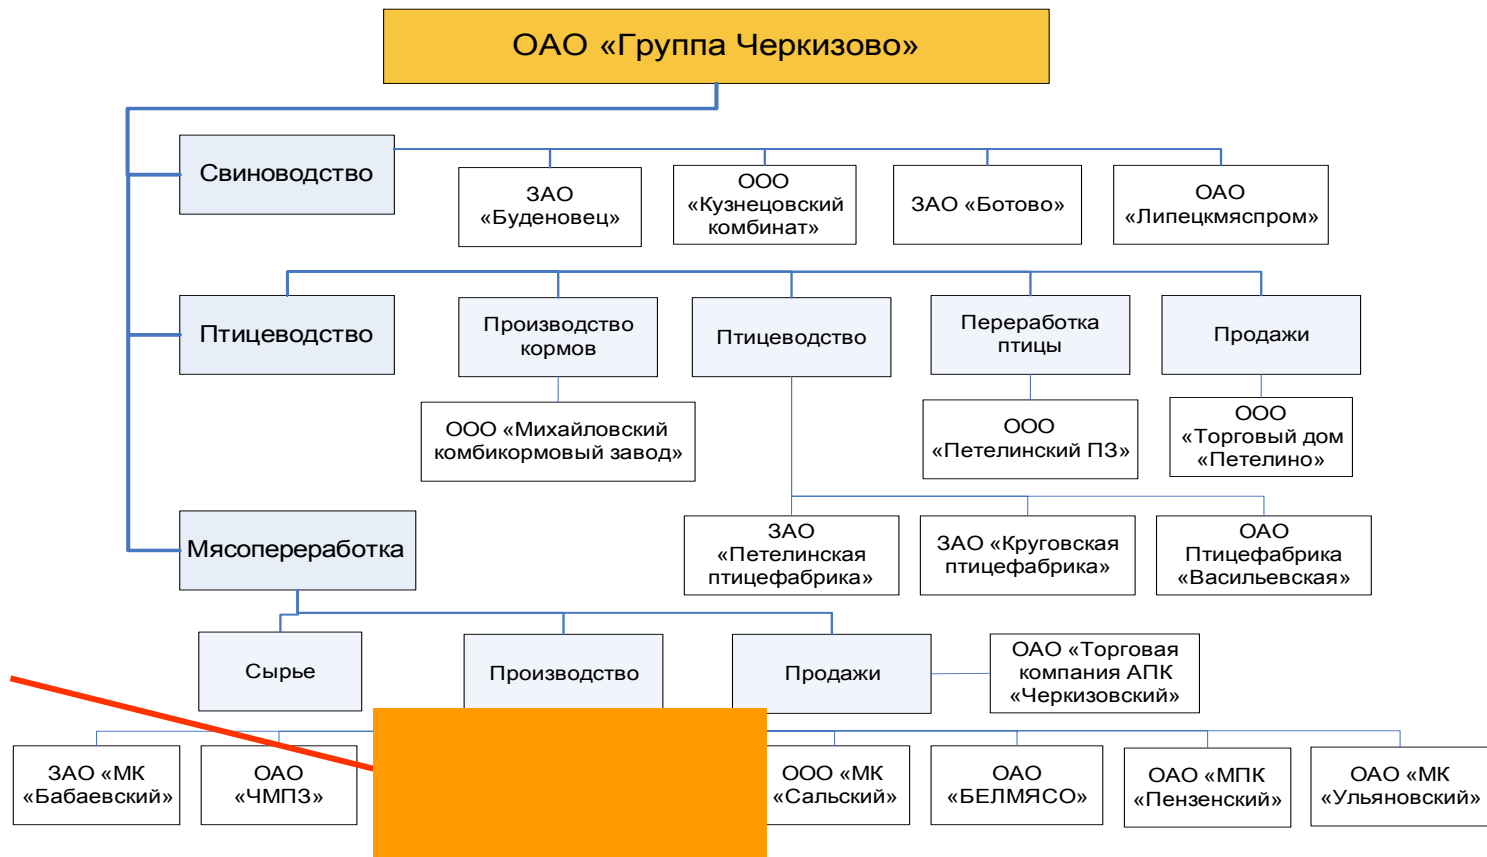 ОАО «Группа Черкизово»
Свиноводство
ЗАО
«Буденовец»
ООО
«Кузнецовский
комбинат»
ЗАО «Ботово»
ОАО
«Липецкмяспром»
Птицеводство
Производство
кормов
Птицеводство
Переработка
птицы
Продажи
ООО «Михайловский
комбикормовый завод»
ООО
«Петелинский ПЗ»
ООО
«Торговый дом
«Петелино»
Мясопереработка
ЗАО
«Петелинская
птицефабрика»
ЗАО «Круговская
птицефабрика»
ОАО
Птицефабрика
«Васильевская»
Сырье
Производство
Продажи
ОАО «Торговая
компания АПК
«Черкизовский»
ЗАО «МК
«Бабаевский»
ОАО
«ЧМПЗ»
ООО «МК
«Сальский»
ОАО
«БЕЛМЯСО»
ОАО «МПК
«Пензенский»
ОАО «МК
«Ульяновский»